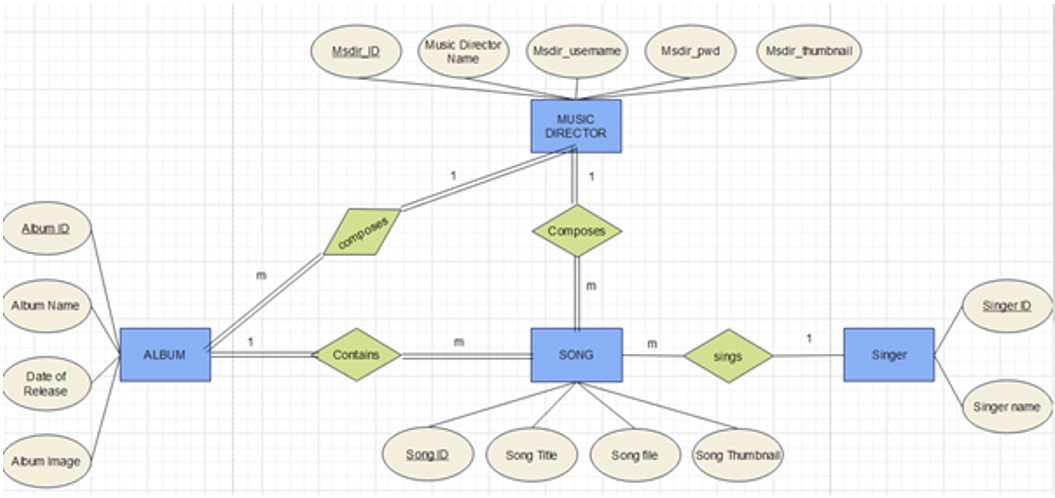 Msdir_ID
Music Director
Name
Msdir_username
Msdir_pwd
Msdir_thumbnail
MUSIC
DIRECTOR
1
1
composes
Composes
Album ID
m
m
Album Name
Singer ID
ALBUM
1
Contains
m
SONG
m
sings
1
Singer
Date of
Release
Singer name
Album Image
Song ID
Song Title
Song file
Song Thumbnail